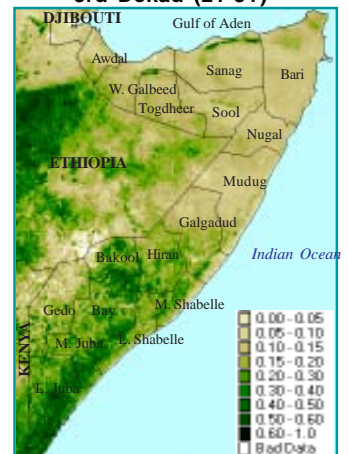 3rd Dekad (21-31)
DJIBOUTI
Gulf of Aden
Awdal
Sanag
Bari
W. Galbeed
Togdheer
Sool
Nugal
ETHIOPIA
Mudug
Galgadud
Bakool
Hiran
Indian Ocean
Gedo
Bay
M. Shabelle
KENYA
M. Juba
L. Shabelle
L. Juba
0.00-0.05
0.05-0.10
0.10-0.15
0.15-0.20
0.20-0.30
0.30-0.40
0.40-0.50
0.50-0.60
0.60-1.0
Bad Data